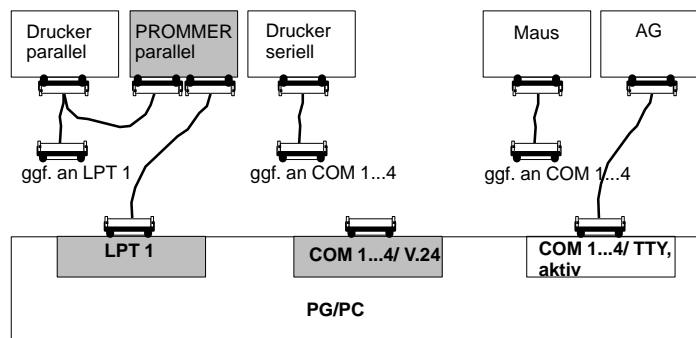 Drucker
parallel
PROMMER
parallel
Drucker
seriell
Maus
AG
ggf. an LPT 1
ggf. an COM 1...4
ggf. an COM 1...4
LPT 1
COM 1...4/ V.24
COM 1...4/ TTY,
aktiv
PG/PC